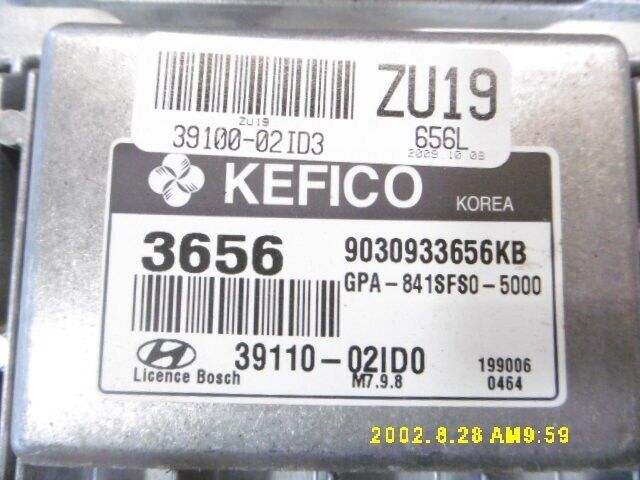 ZU19
ZU19
39100-02ID3
656L
2009.10.08
KEFICO
KOREA
3656
9030933656KB
GPA-841SFS0-5000
39110-02ID0
Licence Bosch
M7.9.8
199006
0464
2002.8.28 AM9:59